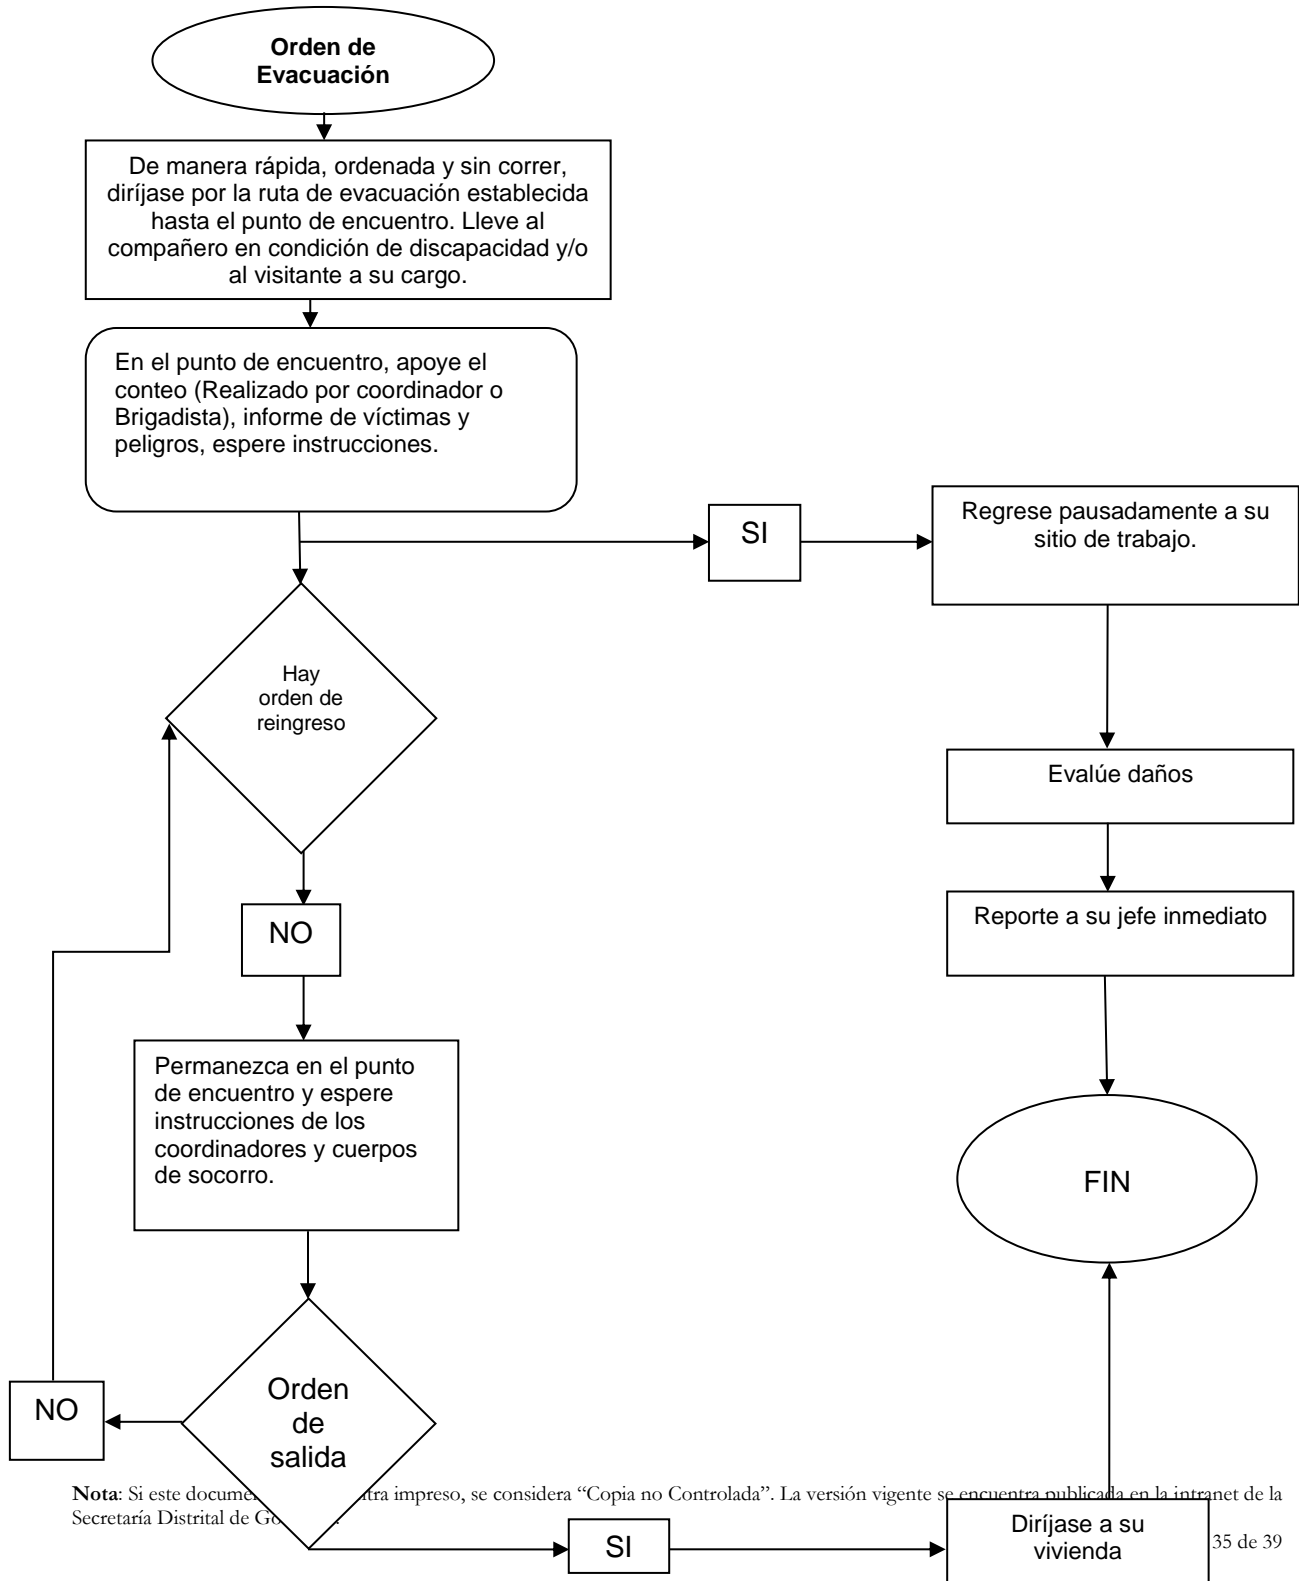 Orden de
Evacuación
De manera rápida, ordenada y sin correr,
diríjase por la ruta de evacuación establecida
hasta el punto de encuentro. Lleve al
compañero en condición de discapacidad y/o
al visitante a su cargo.
En el punto de encuentro, apoye el
conteo (Realizado por coordinador o
Brigadista), informe de víctimas y
peligros, espere instrucciones.
SI
Regrese pausadamente a su
sitio de trabajo.
Hay
orden de
reingreso
Evalúe daños
NO
Reporte a su jefe inmediato
Permanezca en el punto
de encuentro y espere
instrucciones de los
coordinadores y cuerpos
de socorro.
FIN
Orden
de
salida
NO
Nota: Si este docume tra impreso, se considera “Copia no Controlada”. La versión vigente se encuentra publicada en la intranet de la
Secretaría Distrital de Go
SI
Diríjase a su
vivienda
35 de 39